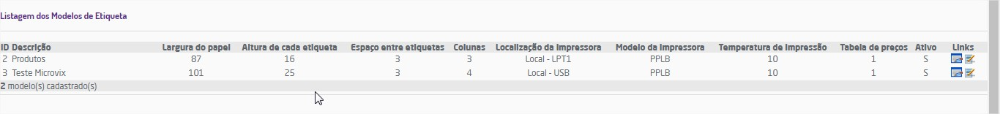 Listagem dos Modelos de Etiqueta
ID Descrição Largura do papel Altura de cada etiqueta Espaço entre etiquetas Colunas Localização da Impressora Modelo da Impressora Temperatura de Impressão Tabela de preços Ativo Links
2 Produtos 87 16 3 3 Local - LPT1 PPLB 10 1 S
3 Teste Microvix 101 25 3 4 Local - USB PPLB 10 1 S
2 modelo(s) cadastrado(s)